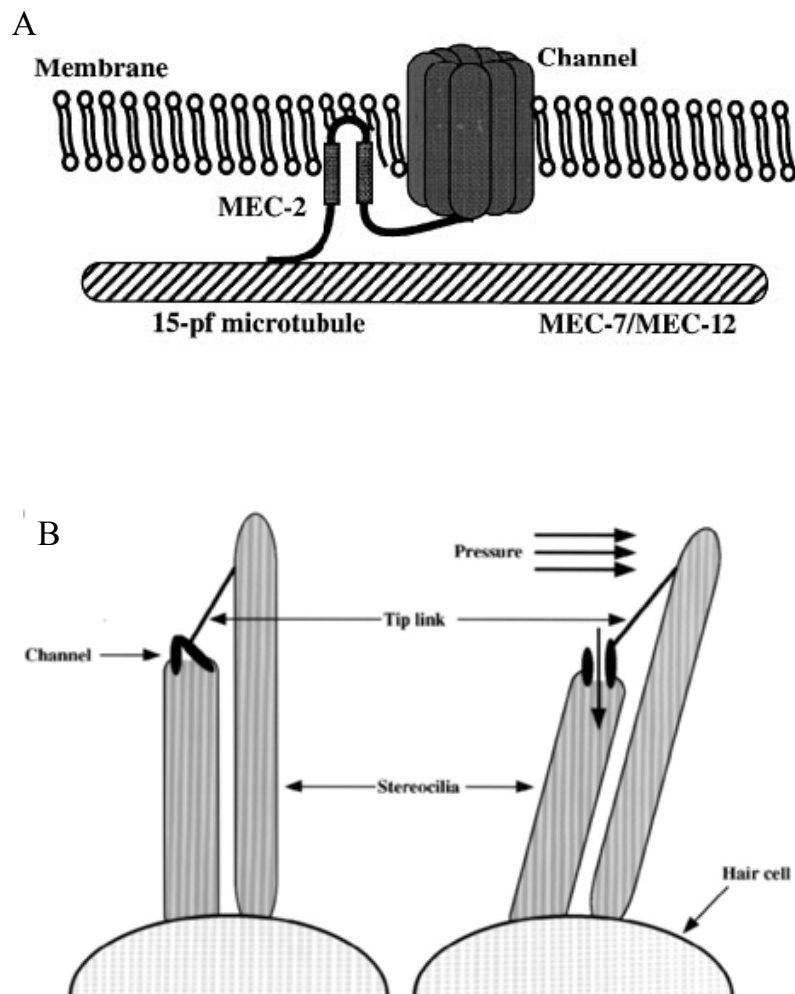 A
Membrane
Channel
MEC-2
15-pf microtubule
MEC-7/MEC-12
B
Pressure
Tip link
Channel
Stereocilia
Hair cell